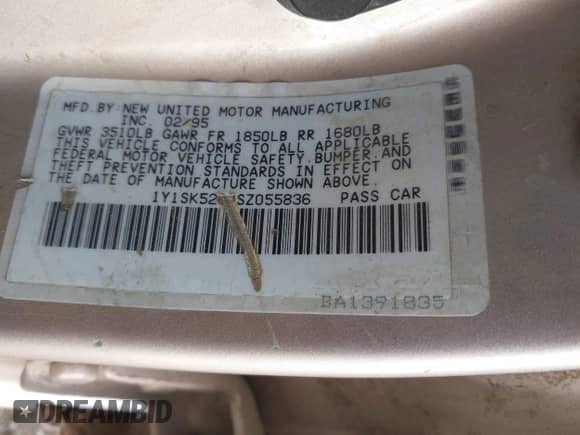 MFD.BY:NEW UNITED MOTOR MANUFACTURING
INC. 02/95
GVWR 3510LB GAWR FR 1850LB RR 1680LB
THIS VEHICLE CONFORMS TO ALL APPLICABLE
FEDERAL MOTOR VEHICLE SAFETY,BUMPER,AND
THEFT PREVENTION STANDARDS IN EFFECT ON
THE DATE OF MANUFACTURE SHOWN ABOVE.
PASS CAR
BA1391835
DREAMBID